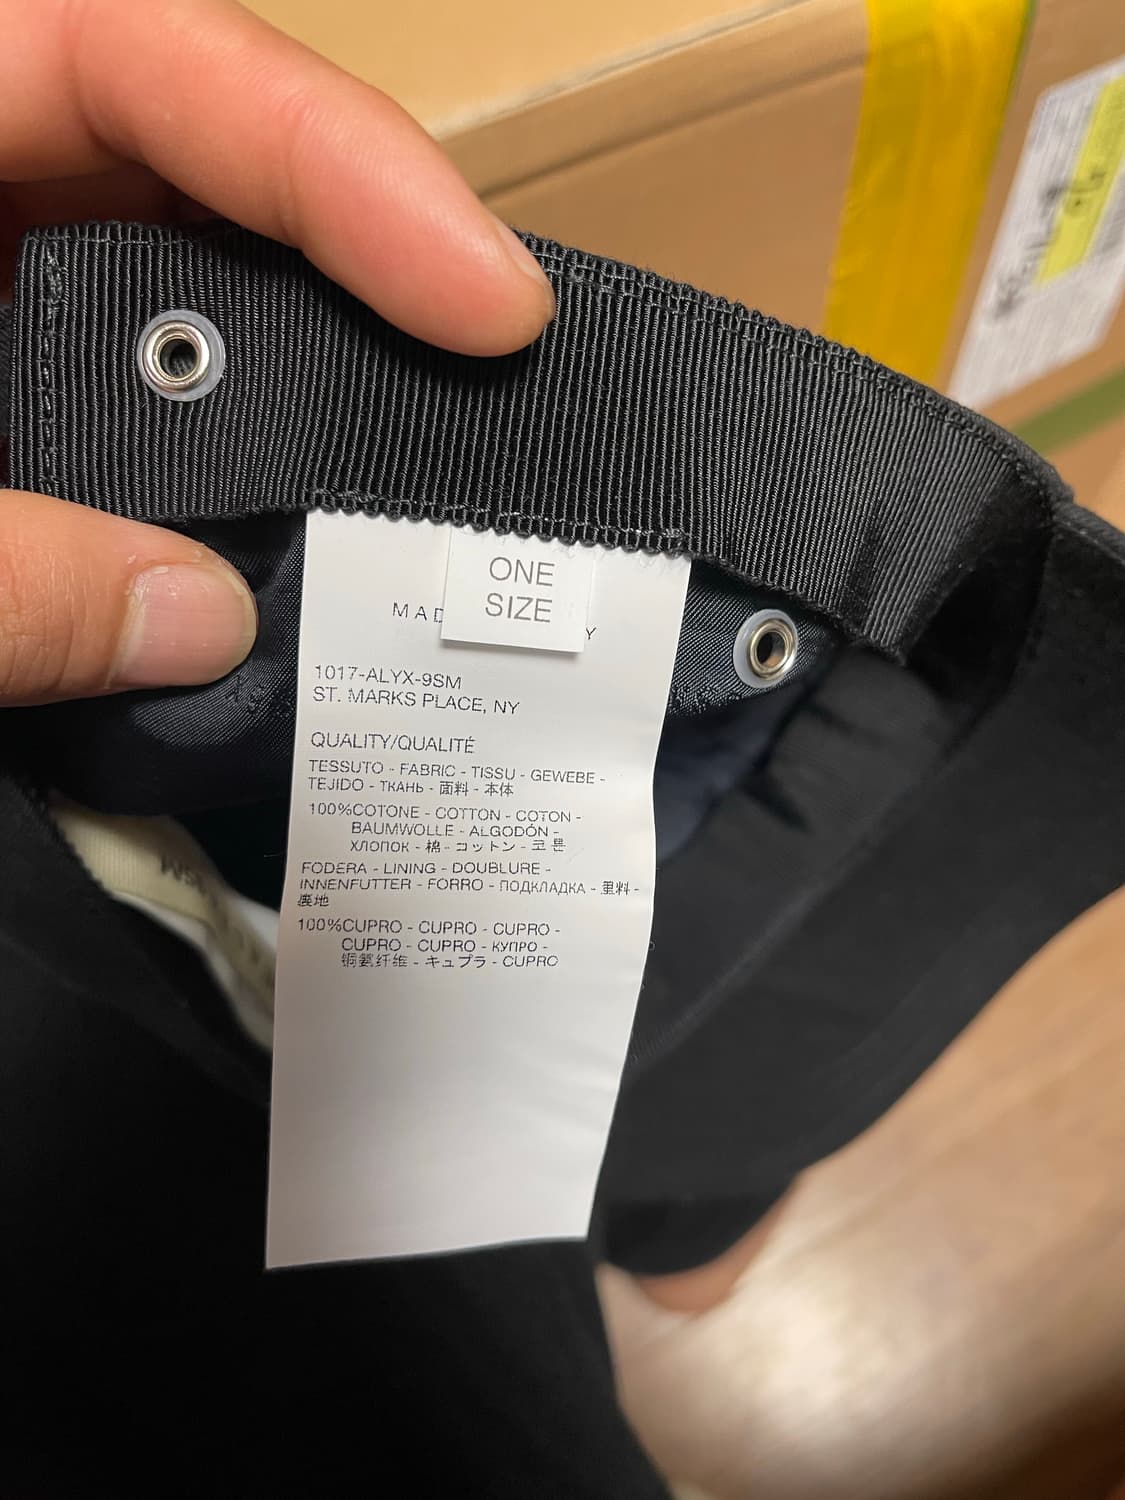 ONE
SIZE
MAD
Y
1017-ALYX-9SM
ST. MARKS PLACE, NY
QUALITY/QUALITÉ
TESSUTO - FABRIC - TISSU - GEWEBE -
TEJIDO - ТКАНЬ - 面料 - 本体
100%COTONE - COTTON - COTON -
BAUMWOLLE - ALGODÓN -
ХЛОПОК - 棉 - コットン - 코튼
FODERA - LINING - DOUBLURE -
INNENFUTTER - FORRO - ПОДКЛАДКА - 里料 -
裏地
100%CUPRO - CUPRO - CUPRO -
CUPRO - CUPRO - КУПРО -
铜氨纤维 - キュプラ - CUPRO